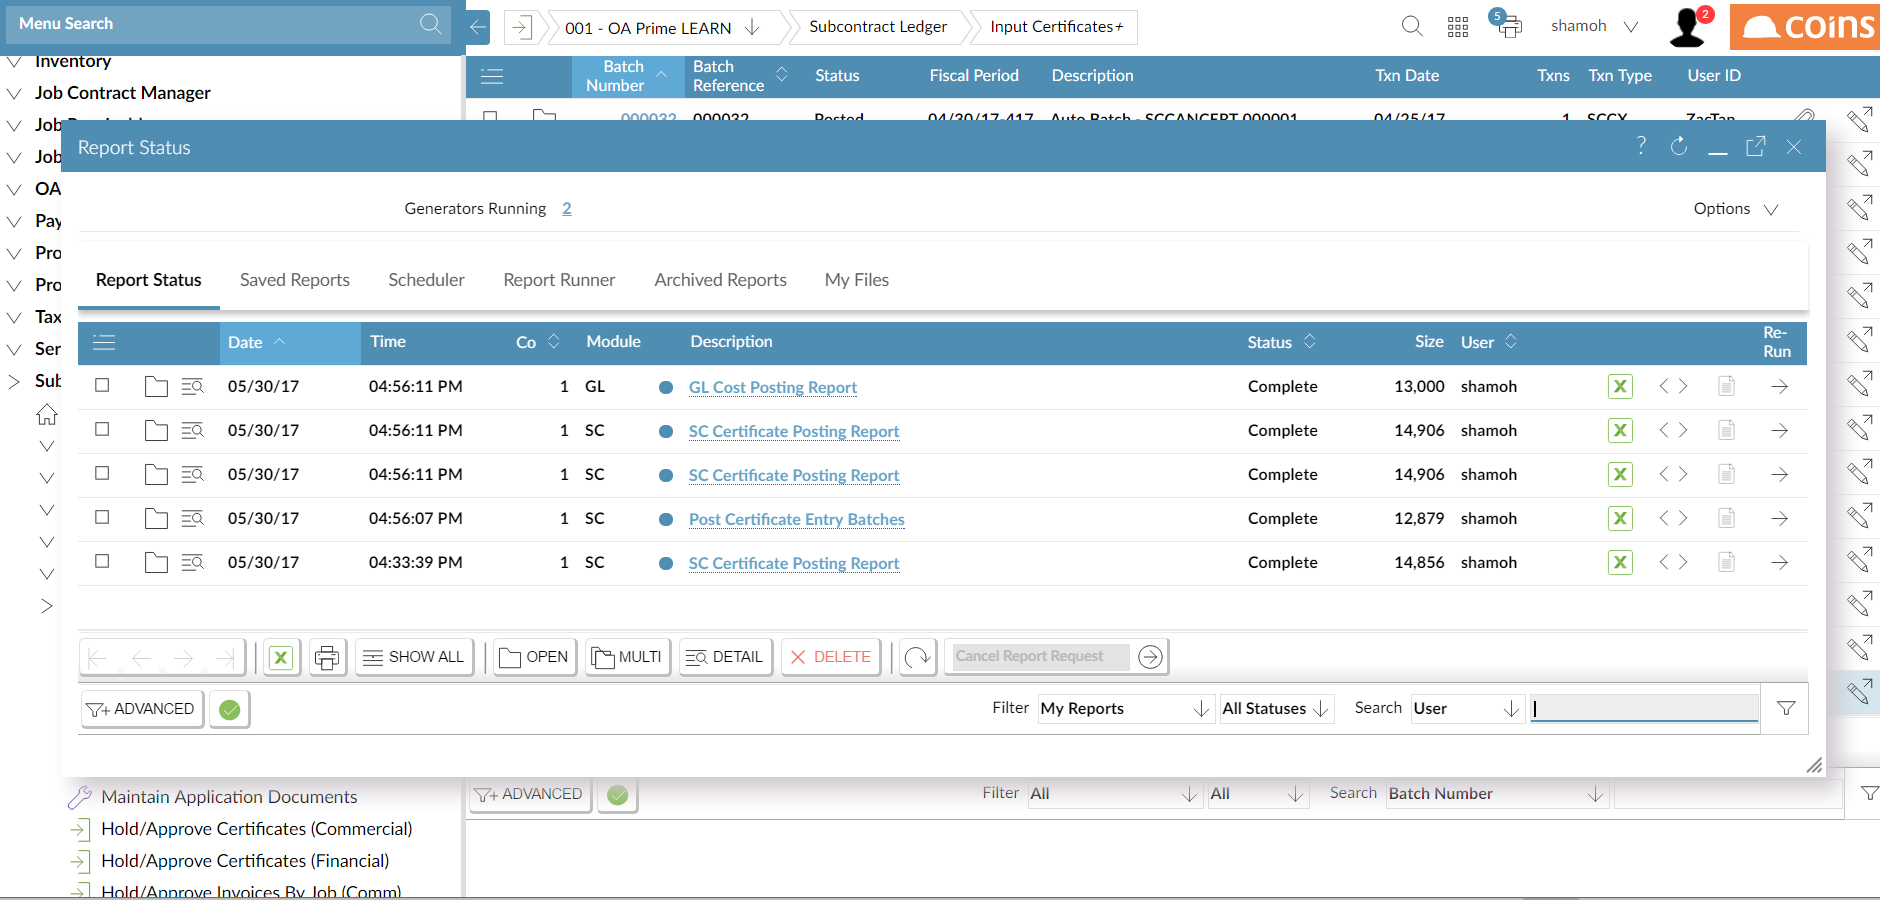 Menu Search
001 - OA Prime LEARN
Subcontract Ledger
Input Certificates+
5
shamoh
2
coins
Inventory
Job Contract Manager
Job
Job
OA
Pay
Pro
Pro
Tax
Ser
Sub
Batch Number
Batch Reference
Status
Fiscal Period
Description
Txn Date
Txns
Txn Type
User ID
000032 000032 Posted 04/30/17-417 Auto Batch - SCCANCERT 000001 04/25/17 1 SCCX ZacTan
Report Status
?
Generators Running 2
Options
Report Status
Saved Reports
Scheduler
Report Runner
Archived Reports
My Files
Date Time Co Module Description Status Size User Re-Run
05/30/17 04:56:11 PM 1 GL GL Cost Posting Report Complete 13,000 shamoh X
05/30/17 04:56:11 PM 1 SC SC Certificate Posting Report Complete 14,906 shamoh X
05/30/17 04:56:11 PM 1 SC SC Certificate Posting Report Complete 14,906 shamoh X
05/30/17 04:56:07 PM 1 SC Post Certificate Entry Batches Complete 12,879 shamoh X
05/30/17 04:33:39 PM 1 SC SC Certificate Posting Report Complete 14,856 shamoh X
X SHOW ALL OPEN MULTI DETAIL DELETE Cancel Report Request
ADVANCED
Filter My Reports All Statuses Search User
ADVANCED
Filter All All Search Batch Number
Maintain Application Documents
Hold/Approve Certificates (Commercial)
Hold/Approve Certificates (Financial)
Hold/Approve Invoices By Job (Comm)